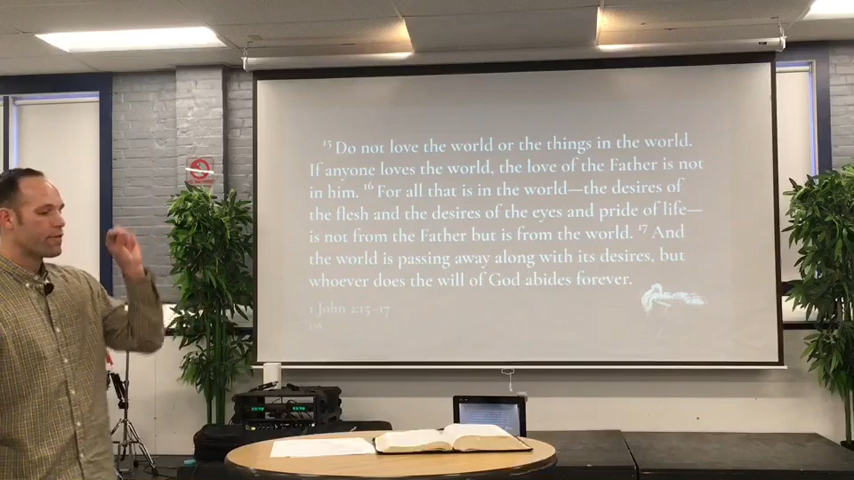 15 Do not love the world or the things in the world.
If anyone loves the world, the love of the Father is not
in him. 16 For all that is in the world—the desires of
the flesh and the desires of the eyes and pride of life—
is not from the Father but is from the world. 17 And
the world is passing away along with its desires, but
whoever does the will of God abides forever.
1 John 2:15–17